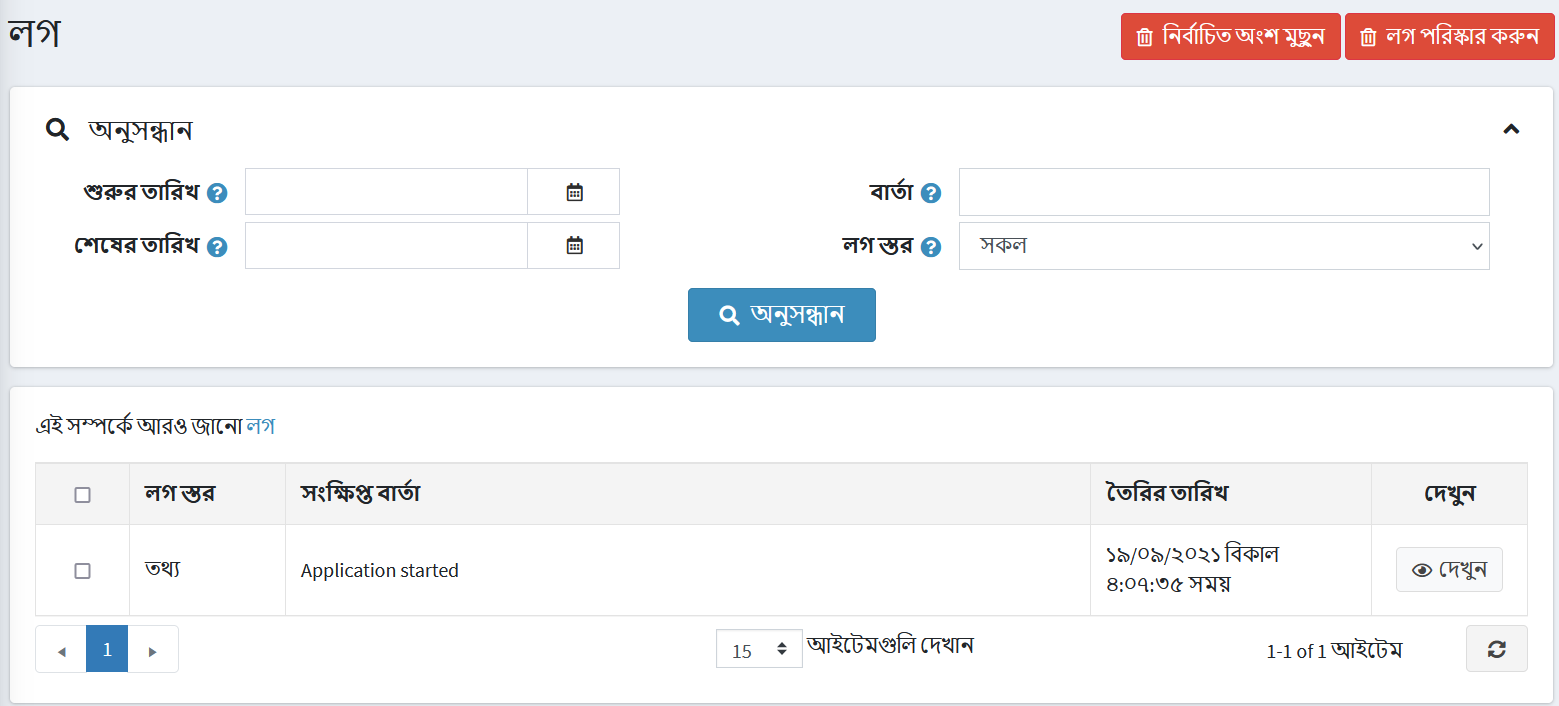 লগ
নির্বাচিত অংশ মুছুন
লগ পরিস্কার করুন
অনুসন্ধান
শুরুর তারিখ
বার্তা
শেষের তারিখ
লগ স্তর
সকল
অনুসন্ধান
এই সম্পর্কে আরও জানো লগ
লগ স্তর সংক্ষিপ্ত বার্তা তৈরির তারিখ দেখুন
তথ্য Application started ১৯/০৯/২০২১ বিকাল
৪:০৭:৩৫ সময় দেখুন
1
15 আইটেমগুলি দেখান
1-1 of 1 আইটেম